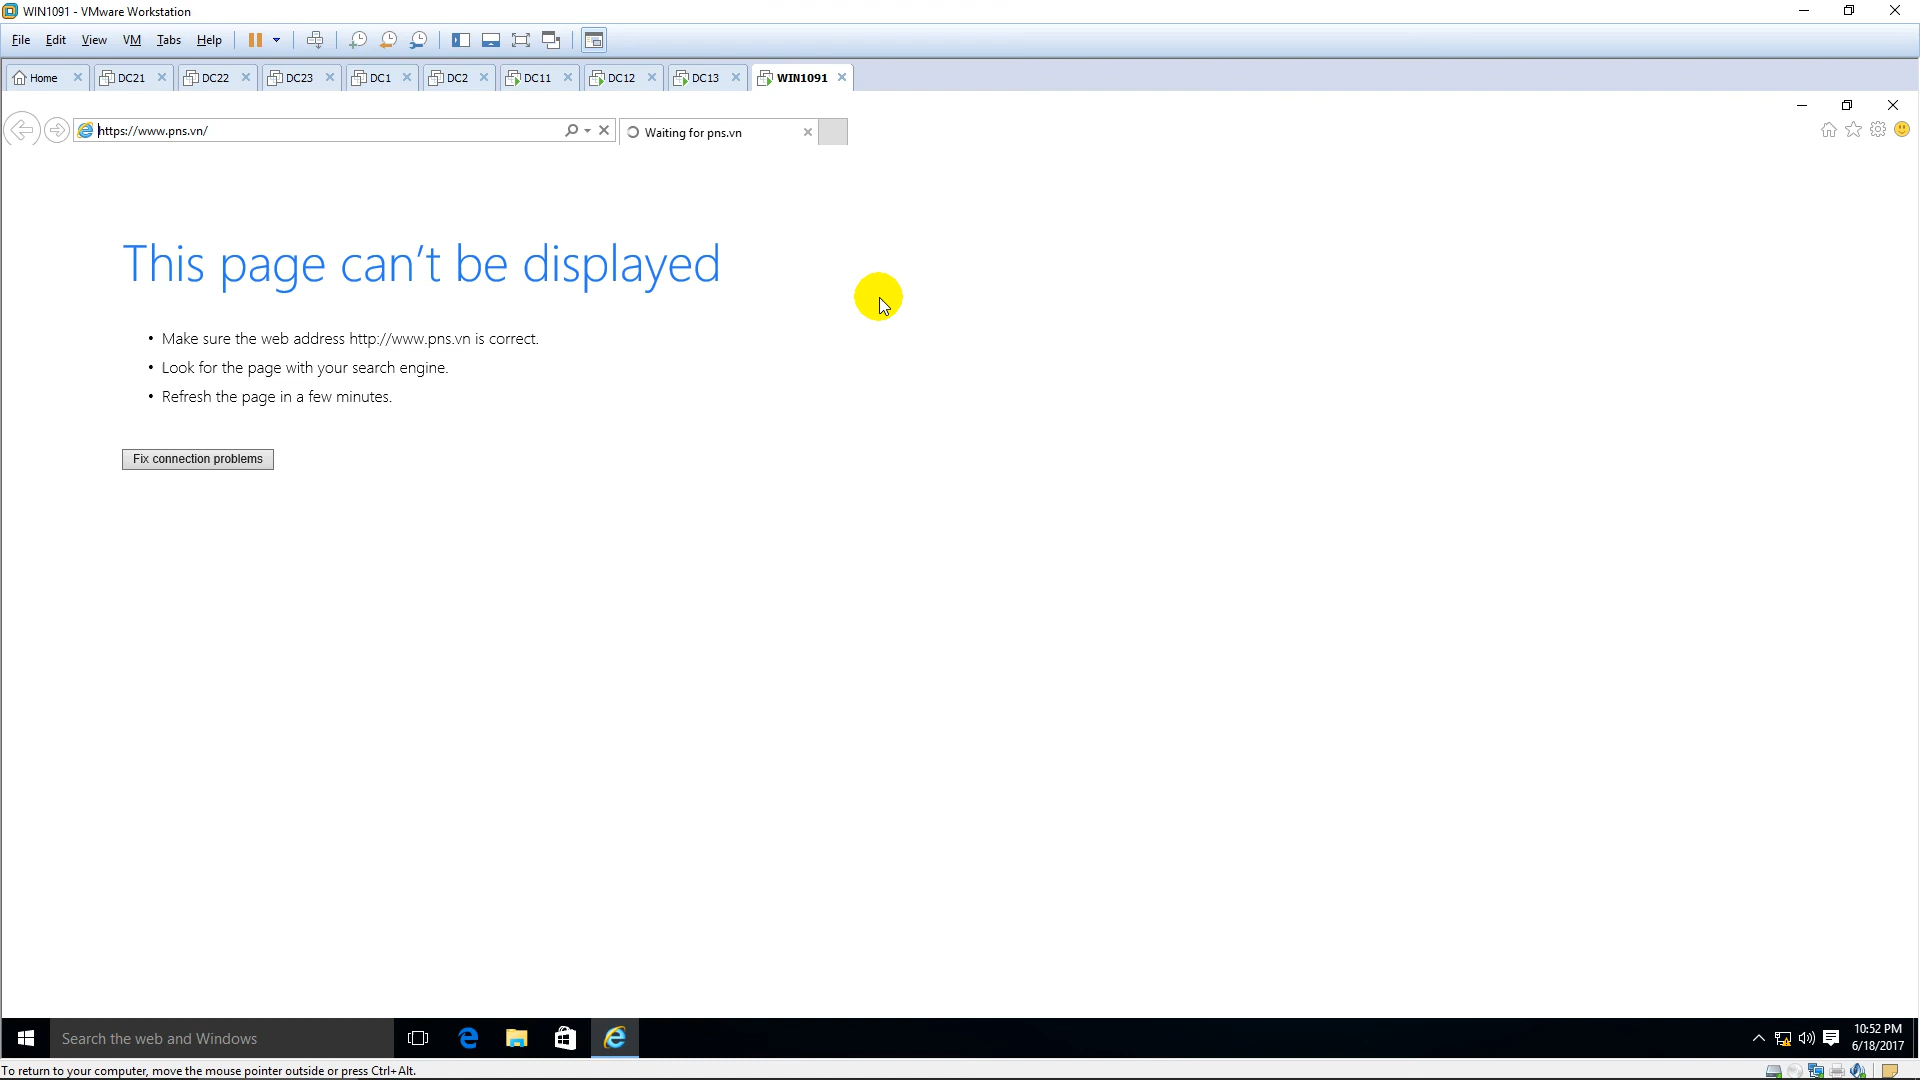 WIN1091 - VMware Workstation
File Edit View VM Tabs Help
Home DC21 DC22 DC23 DC1 DC2 DC11 DC12 DC13 WIN1091
https://www.pns.vn/ Waiting for pns.vn
This page can't be displayed
• Make sure the web address http://www.pns.vn is correct.
• Look for the page with your search engine.
• Refresh the page in a few minutes.
Fix connection problems
Search the web and Windows
10:52 PM
6/18/2017
To return to your computer, move the mouse pointer outside or press Ctrl+Alt.